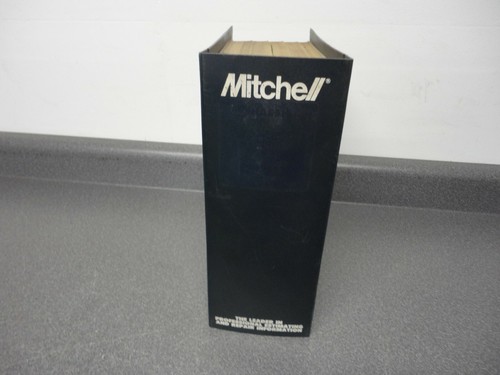 Mitchell®
THE LEADER IN
PROFESSIONAL ESTIMATING
AND REPAIR INFORMATION